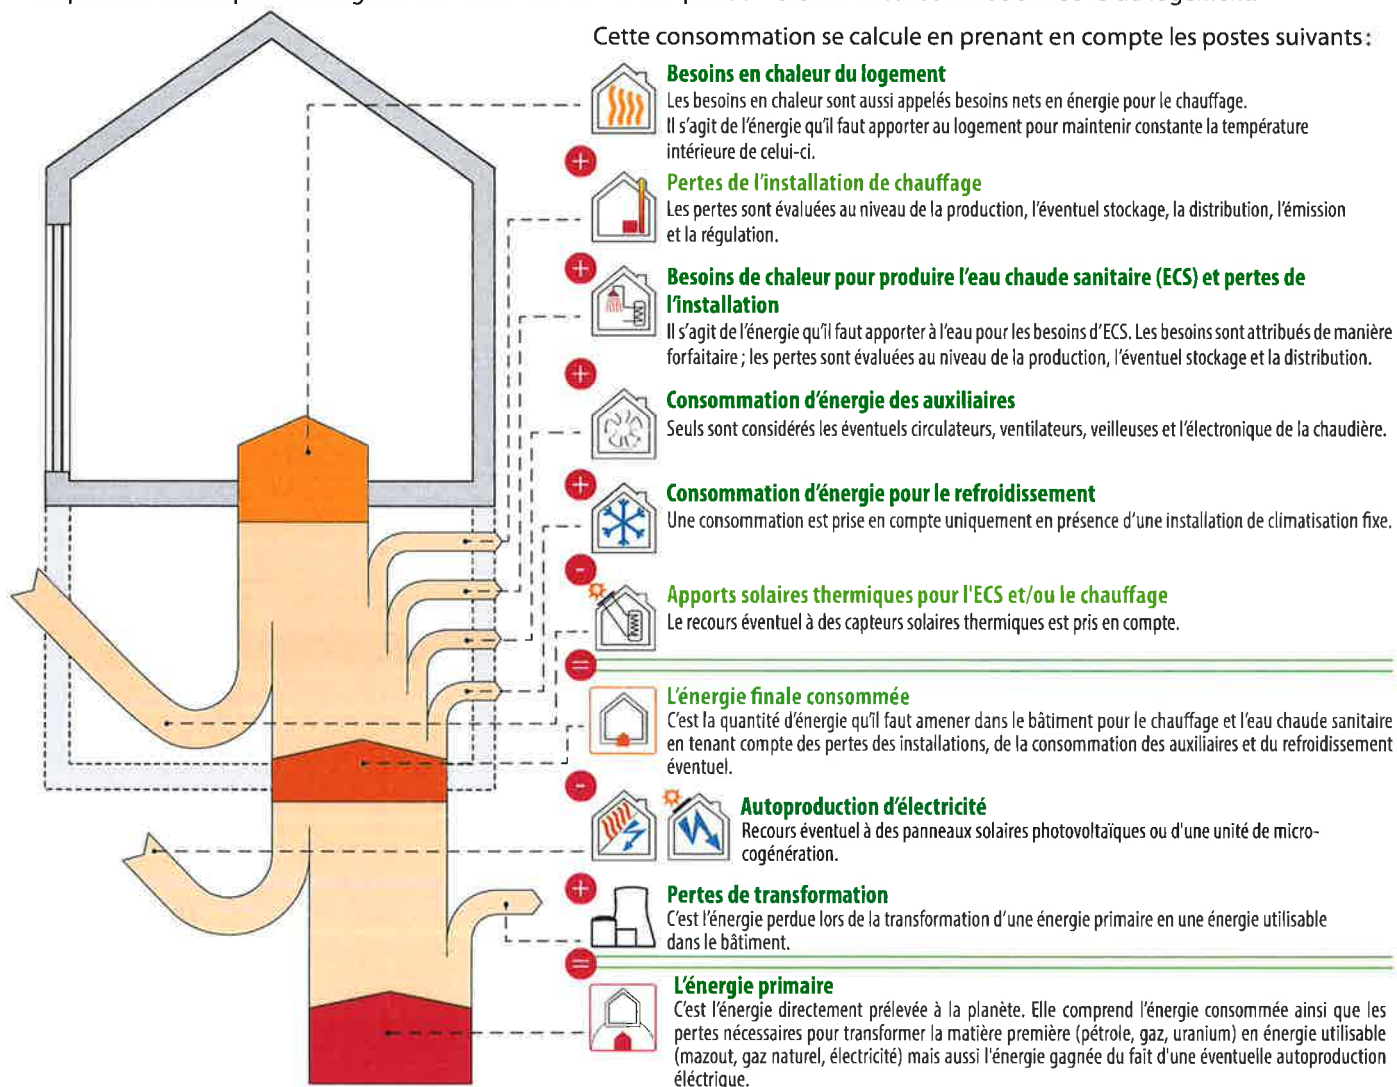 Cette consommation se calcule en prenant en compte les postes suivants :
Besoins en chaleur du logement
Les besoins en chaleur sont aussi appelés besoins nets en énergie pour le chauffage.
Il s'agit de l'énergie qu'il faut apporter au logement pour maintenir constante la température
intérieure de celui-ci.
+
Pertes de l'installation de chauffage
Les pertes sont évaluées au niveau de la production, l'éventuel stockage, la distribution, l'émission
et la régulation.
+
Besoins de chaleur pour produire l'eau chaude sanitaire (ECS) et pertes de
l'installation
Il s'agit de l'énergie qu'il faut apporter à l'eau pour les besoins d'ECS. Les besoins sont attribués de manière
forfaitaire ; les pertes sont évaluées au niveau de la production, l'éventuel stockage et la distribution.
+
Consommation d'énergie des auxiliaires
Seuls sont considérés les éventuels circulateurs, ventilateurs, veilleuses et l'électronique de la chaudière.
+
Consommation d'énergie pour le refroidissement
Une consommation est prise en compte uniquement en présence d'une installation de climatisation fixe.
-
Apports solaires thermiques pour l'ECS et/ou le chauffage
Le recours éventuel à des capteurs solaires thermiques est pris en compte.
=
L'énergie finale consommée
C'est la quantité d'énergie qu'il faut amener dans le bâtiment pour le chauffage et l'eau chaude sanitaire
en tenant compte des pertes des installations, de la consommation des auxiliaires et du refroidissement
éventuel.
-
Autoproduction d'électricité
Recours éventuel à des panneaux solaires photovoltaïques ou d'une unité de micro-
cogénération.
+
Pertes de transformation
C'est l'énergie perdue lors de la transformation d'une énergie primaire en une énergie utilisable
dans le bâtiment.
=
L'énergie primaire
C'est l'énergie directement prélevée à la planète. Elle comprend l'énergie consommée ainsi que les
pertes nécessaires pour transformer la matière première (pétrole, gaz, uranium) en énergie utilisable
(mazout, gaz naturel, électricité) mais aussi l'énergie gagnée du fait d'une éventuelle autoproduction
éléctrique.